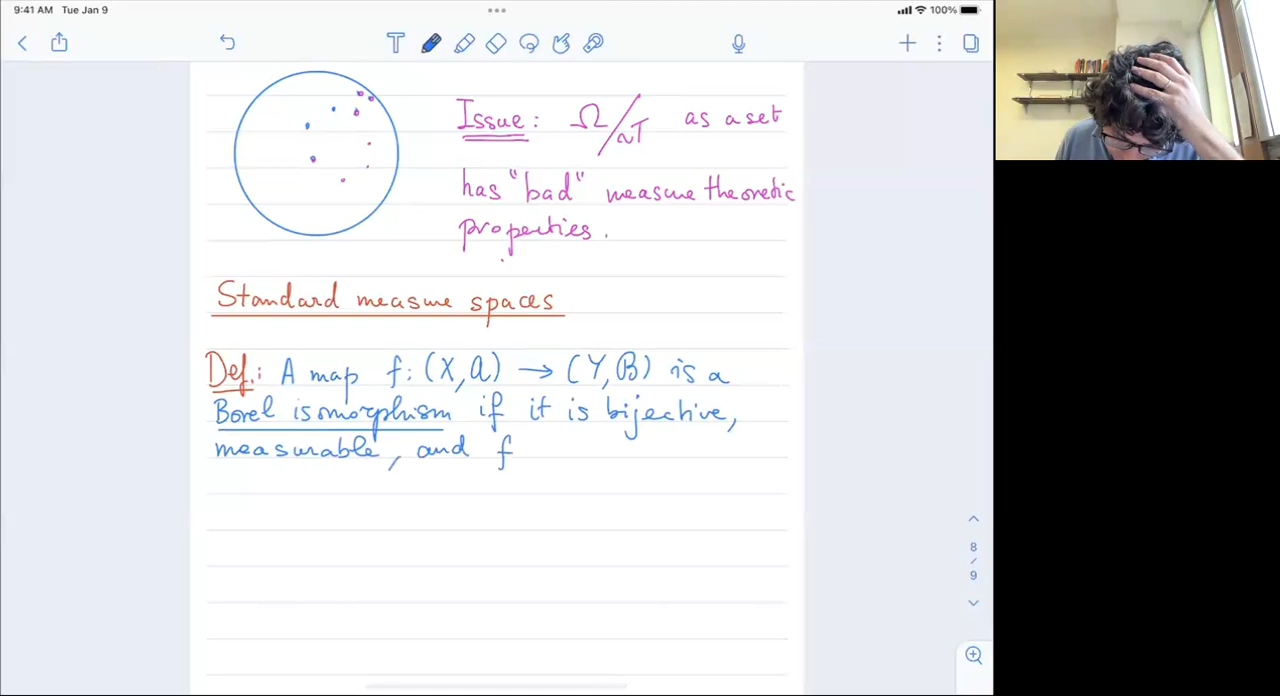 9:41 AM Tue Jan 9
100%
Issue: Ω/~T as a set
has "bad" measure theoretic
properties.
Standard measure spaces
Def.: A map f: (X, 𝒜) → (Y, ℬ) is a
Borel isomorphism if it is bijective,
measurable, and f
8
/
9